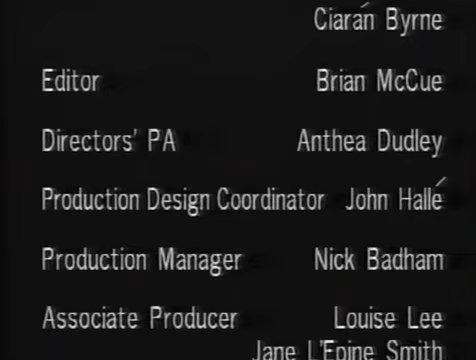 Ciarán Byrne
Editor Brian McCue
Directors' PA Anthea Dudley
Production Design Coordinator John Hallé
Production Manager Nick Badham
Associate Producer Louise Lee
Jane L'Epine Smith